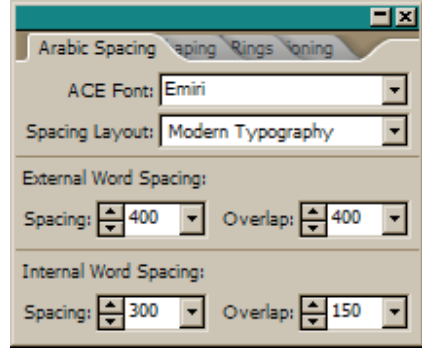 Arabic Spacing Rings
ACE Font: Emiri
Spacing Layout: Modern Typography
External Word Spacing:
Spacing: 400 Overlap: 400
Internal Word Spacing:
Spacing: 300 Overlap: 150